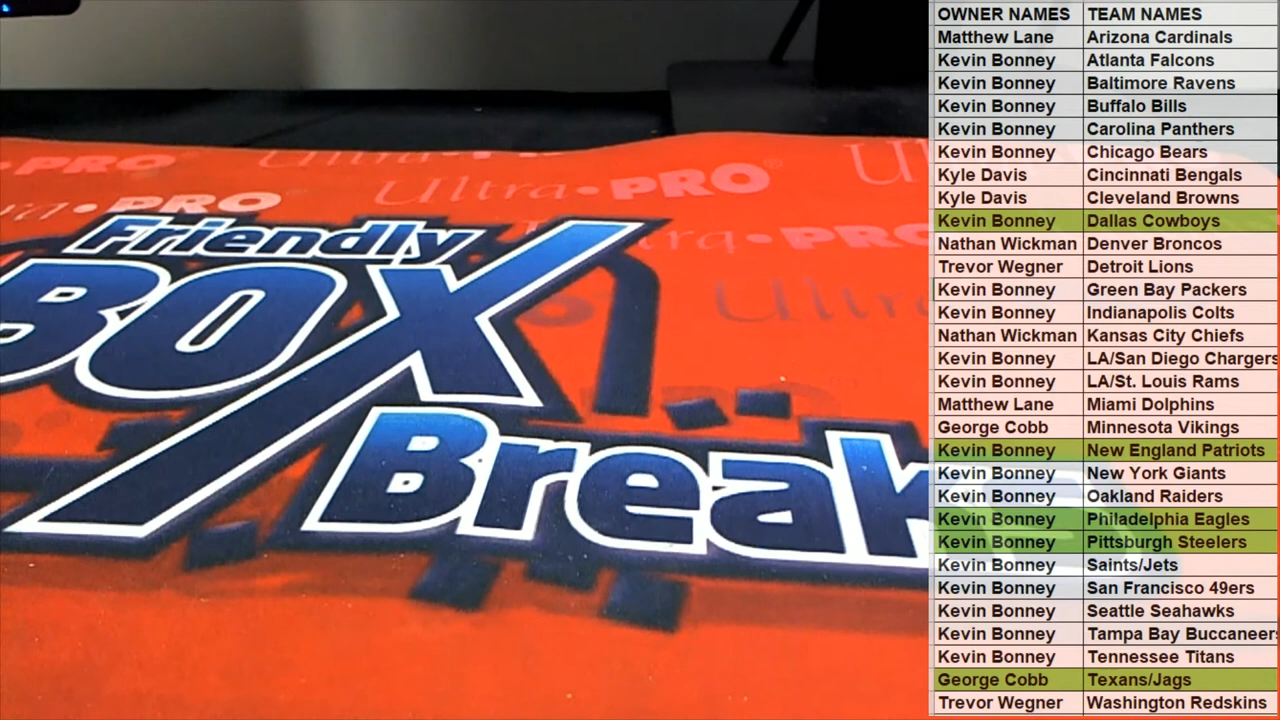 OWNER NAMES TEAM NAMES
Matthew Lane Arizona Cardinals
Kevin Bonney Atlanta Falcons
Kevin Bonney Baltimore Ravens
Kevin Bonney Buffalo Bills
Kevin Bonney Carolina Panthers
Kevin Bonney Chicago Bears
Kyle Davis Cincinnati Bengals
Kyle Davis Cleveland Browns
Kevin Bonney Dallas Cowboys
Nathan Wickman Denver Broncos
Trevor Wegner Detroit Lions
Kevin Bonney Green Bay Packers
Kevin Bonney Indianapolis Colts
Nathan Wickman Kansas City Chiefs
Kevin Bonney LA/San Diego Chargers
Kevin Bonney LA/St. Louis Rams
Matthew Lane Miami Dolphins
George Cobb Minnesota Vikings
Kevin Bonney New England Patriots
Kevin Bonney New York Giants
Kevin Bonney Oakland Raiders
Kevin Bonney Philadelphia Eagles
Kevin Bonney Pittsburgh Steelers
Kevin Bonney Saints/Jets
Kevin Bonney San Francisco 49ers
Kevin Bonney Seattle Seahawks
Kevin Bonney Tampa Bay Buccaneer
Kevin Bonney Tennessee Titans
George Cobb Texans/Jags
Trevor Wegner Washington Redskins
PRO Ultra•PRO
PRO® Ultra•PRO®
PRO
Ultra
Friendly
BOX
Break